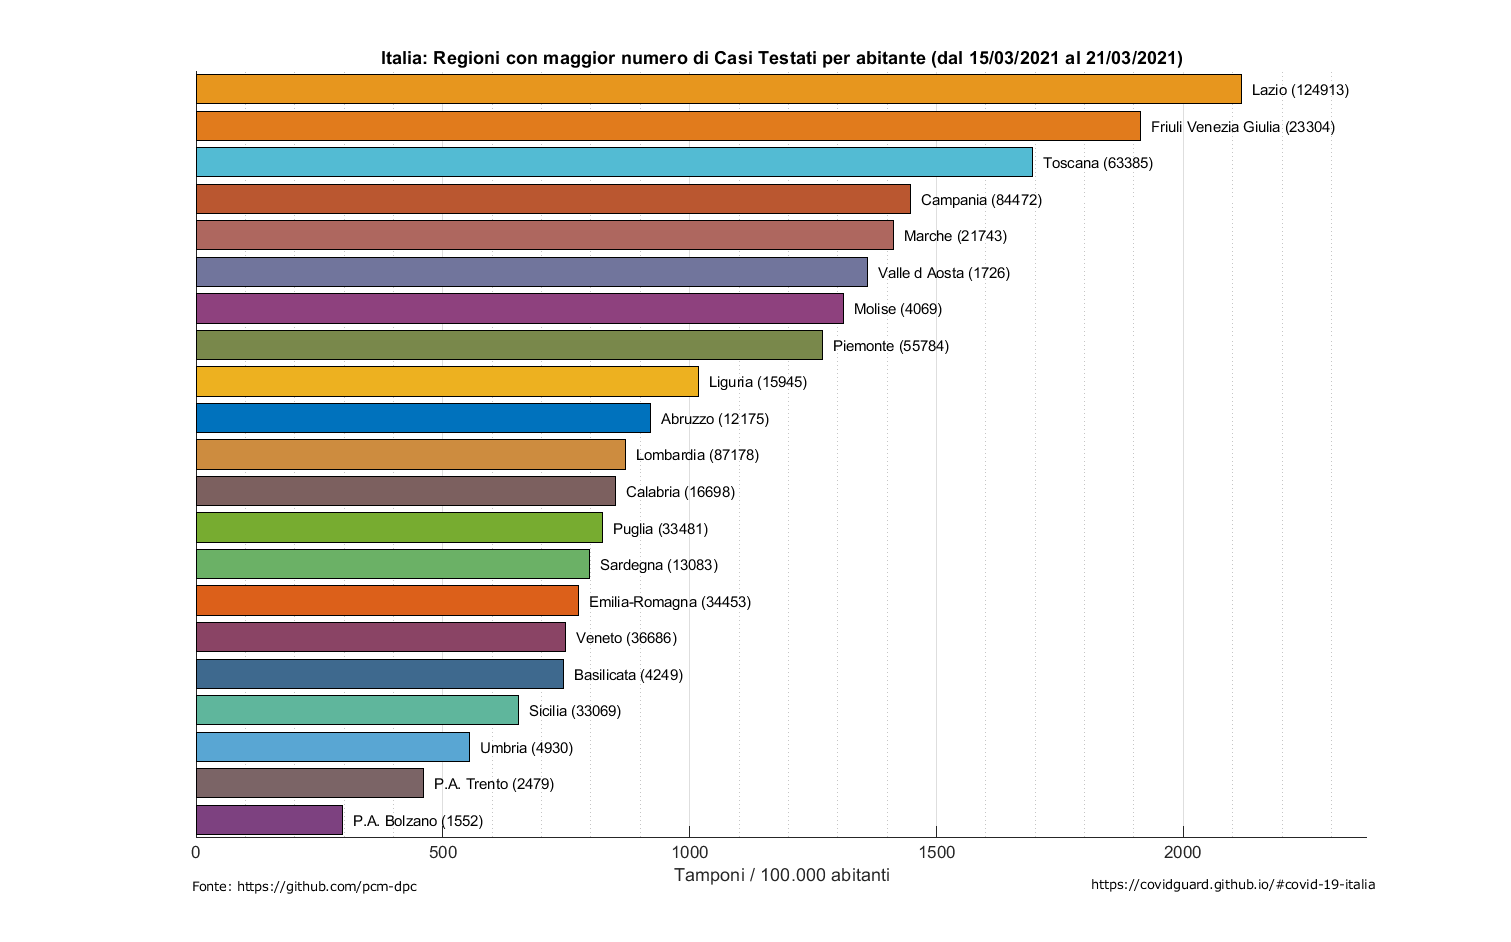 Italia: Regioni con maggior numero di Casi Testati per abitante (dal 15/03/2021 al 21/03/2021)
Lazio (124913)
Friuli Venezia Giulia (23304)
Toscana (63385)
Campania (84472)
Marche (21743)
Valle d Aosta (1726)
Molise (4069)
Piemonte (55784)
Liguria (15945)
Abruzzo (12175)
Lombardia (87178)
Calabria (16698)
Puglia (33481)
Sardegna (13083)
Emilia-Romagna (34453)
Veneto (36686)
Basilicata (4249)
Sicilia (33069)
Umbria (4930)
P.A. Trento (2479)
P.A. Bolzano (1552)
0 500 1000 1500 2000
Tamponi / 100.000 abitanti
Fonte: https://github.com/pcm-dpc
https://covidguard.github.io/#covid-19-italia